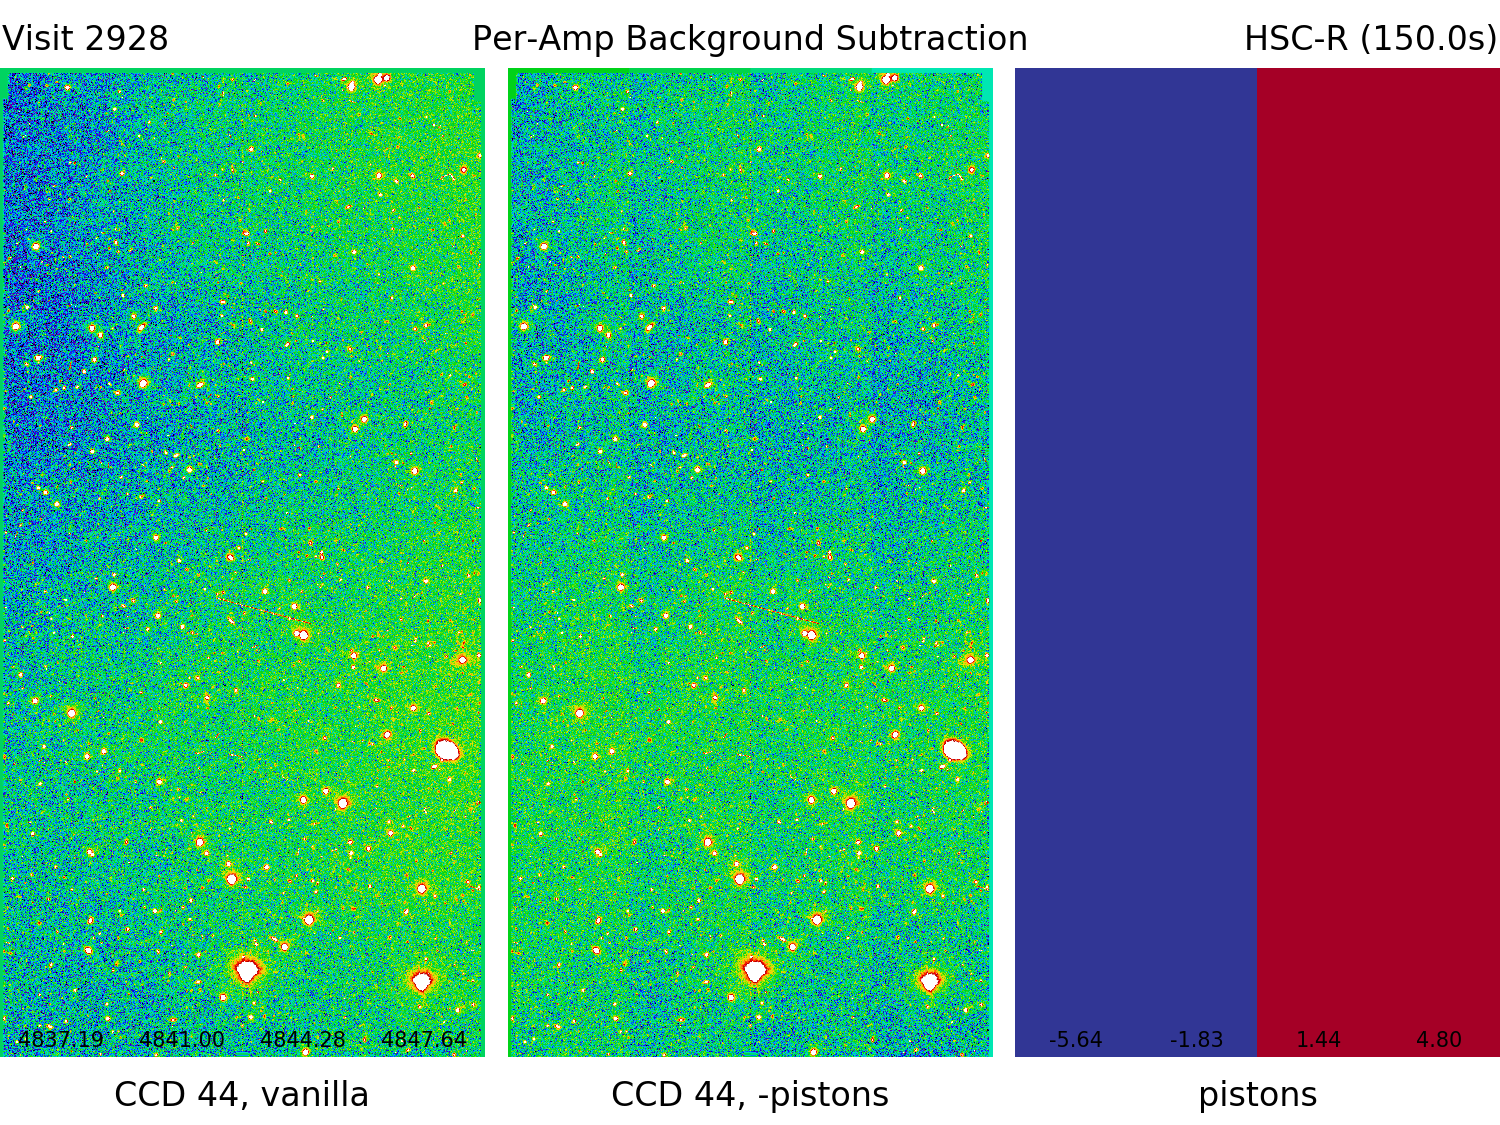 Visit 2928 Per-Amp Background Subtraction HSC-R (150.0s)
4837.19 4841.00 4844.28 4847.64 -5.64 -1.83 1.44 4.80
CCD 44, vanilla CCD 44, -pistons pistons